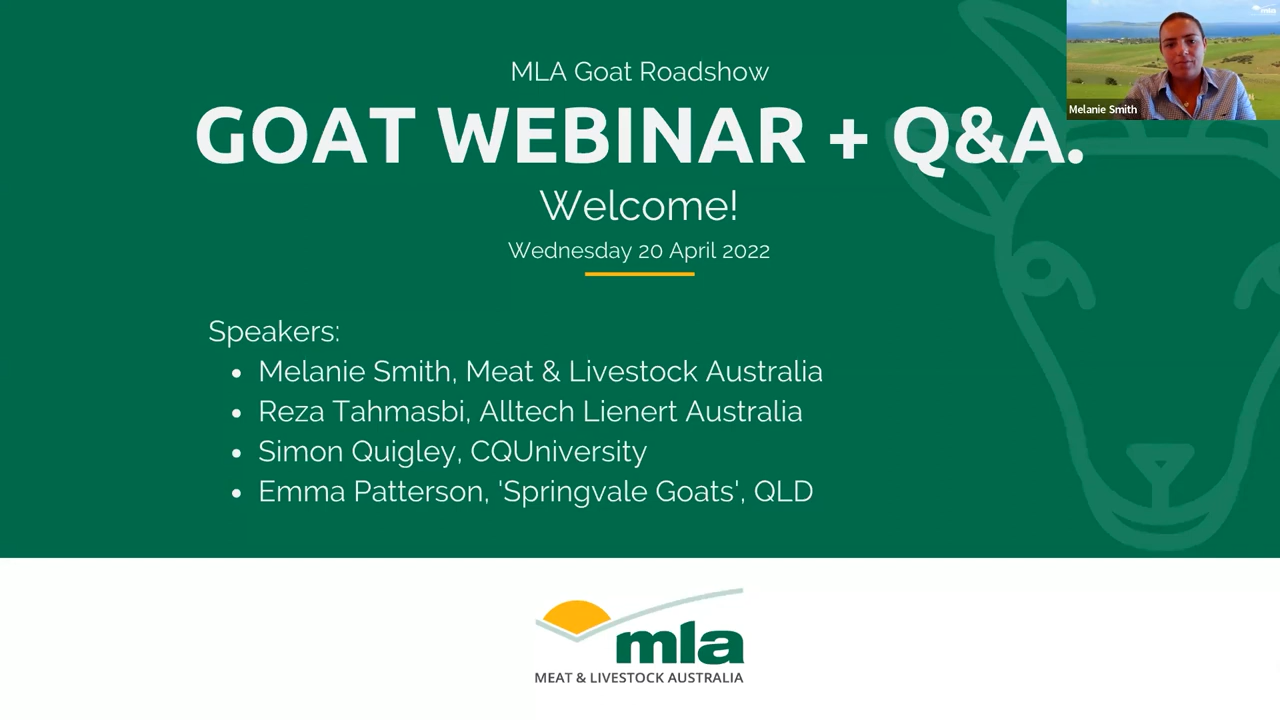 MLA Goat Roadshow
GOAT WEBINAR + Q&A.
Welcome!
Wednesday 20 April 2022
Speakers:
• Melanie Smith, Meat & Livestock Australia
• Reza Tahmasbi, Alltech Lienert Australia
• Simon Quigley, CQUniversity
• Emma Patterson, 'Springvale Goats', QLD
mla
Melanie Smith
mla
MEAT & LIVESTOCK AUSTRALIA